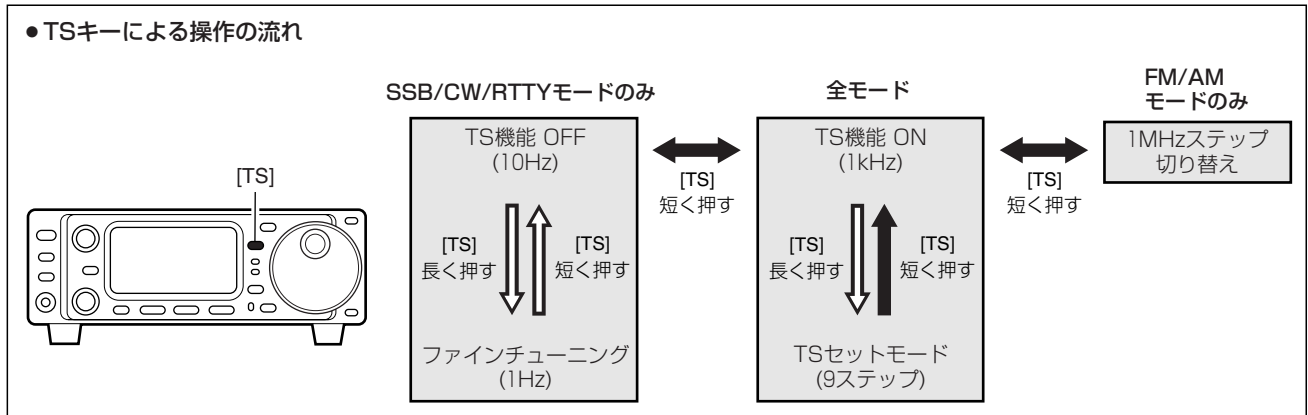 ● TSキーによる操作の流れ
SSB/CW/RTTYモードのみ
全モード
FM/AM
モードのみ
[TS]
TS機能 OFF
(10Hz)
[TS]
長く押す
[TS]
短く押す
ファインチューニング
(1Hz)
[TS]
短く押す
TS機能 ON
(1kHz)
[TS]
長く押す
[TS]
短く押す
TSセットモード
(9ステップ)
[TS]
短く押す
1MHzステップ
切り替え